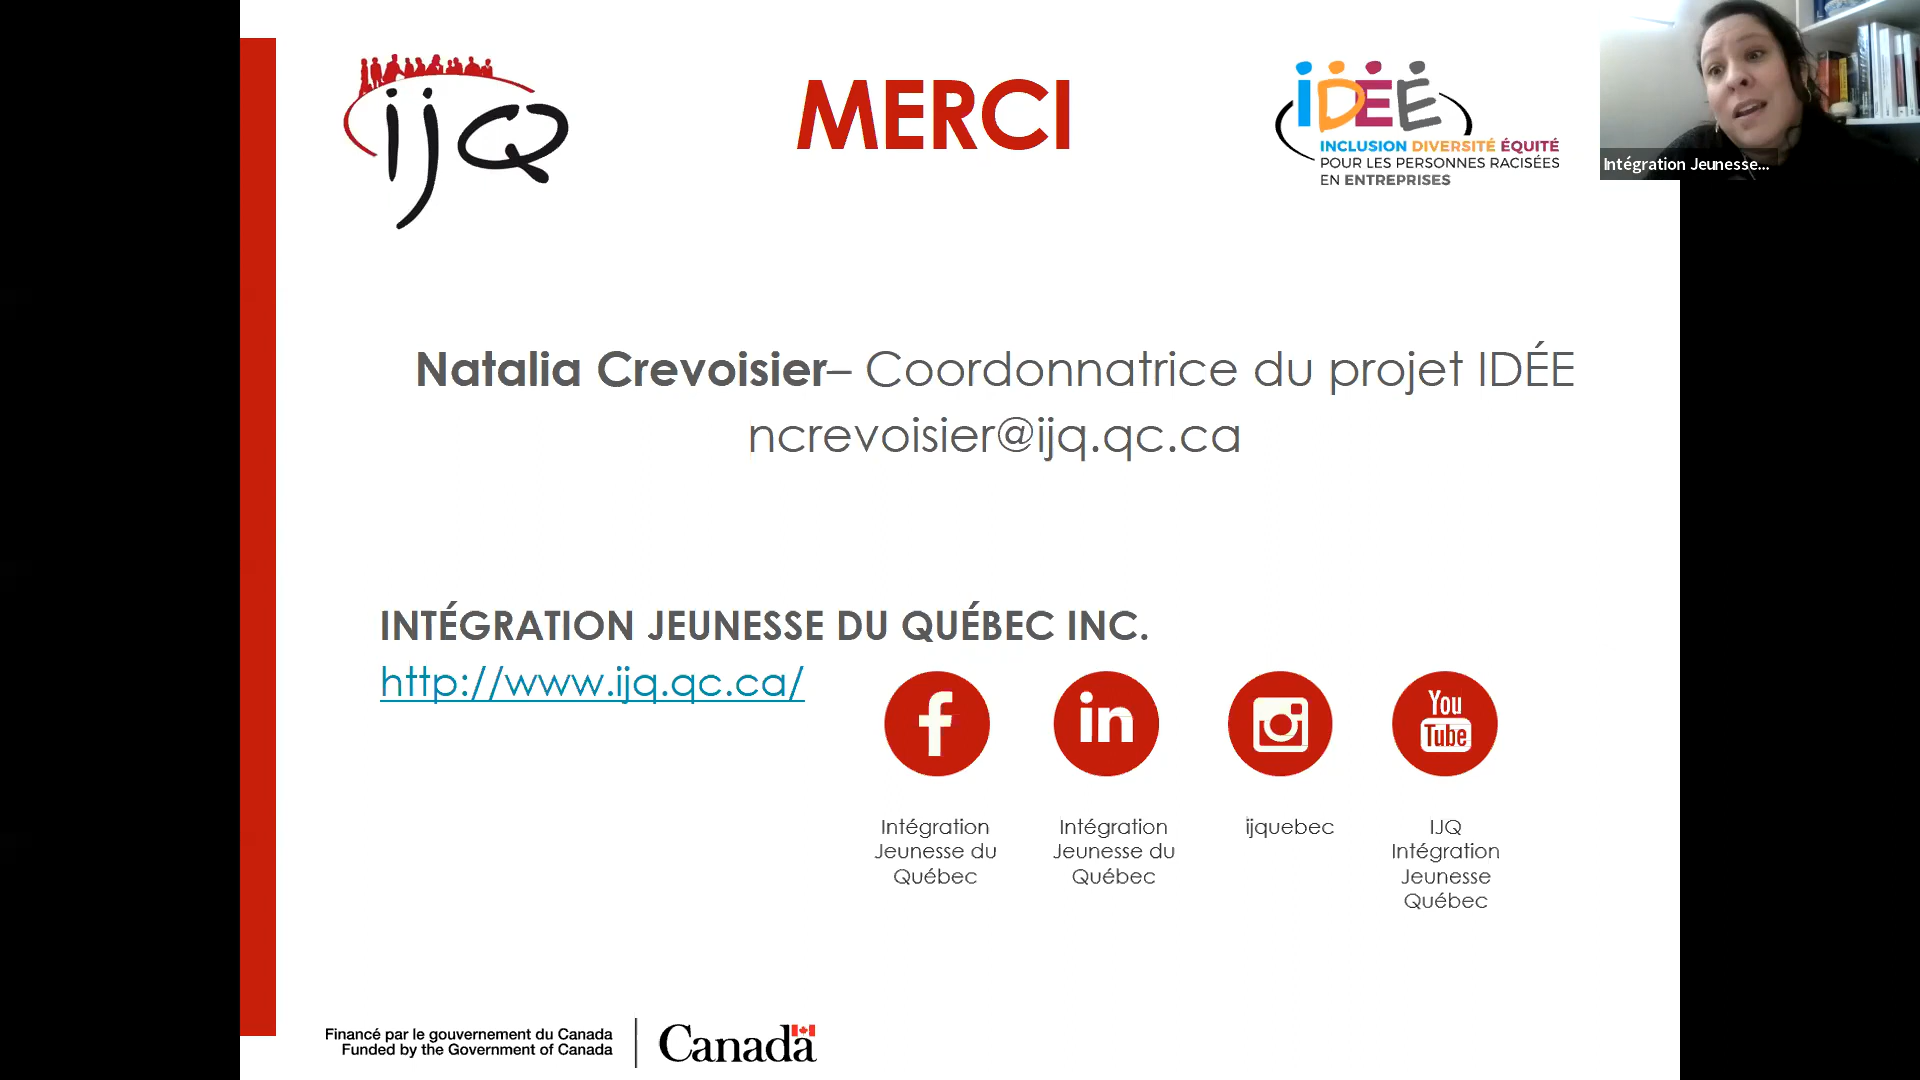 ijQ
MERCI
IDÉE
INCLUSION DIVERSITÉ ÉQUITÉ
POUR LES PERSONNES RACISÉES
EN ENTREPRISES
Intégration Jeunesse...
Natalia Crevoisier– Coordonnatrice du projet IDÉE
ncrevoisier@ijq.qc.ca
INTÉGRATION JEUNESSE DU QUÉBEC INC.
http://www.ijq.qc.ca/
f
in
You
Tube
Intégration
Jeunesse du
Québec
Intégration
Jeunesse du
Québec
ijquebec
IJQ
Intégration
Jeunesse
Québec
Financé par le gouvernement du Canada
Funded by the Government of Canada
Canada